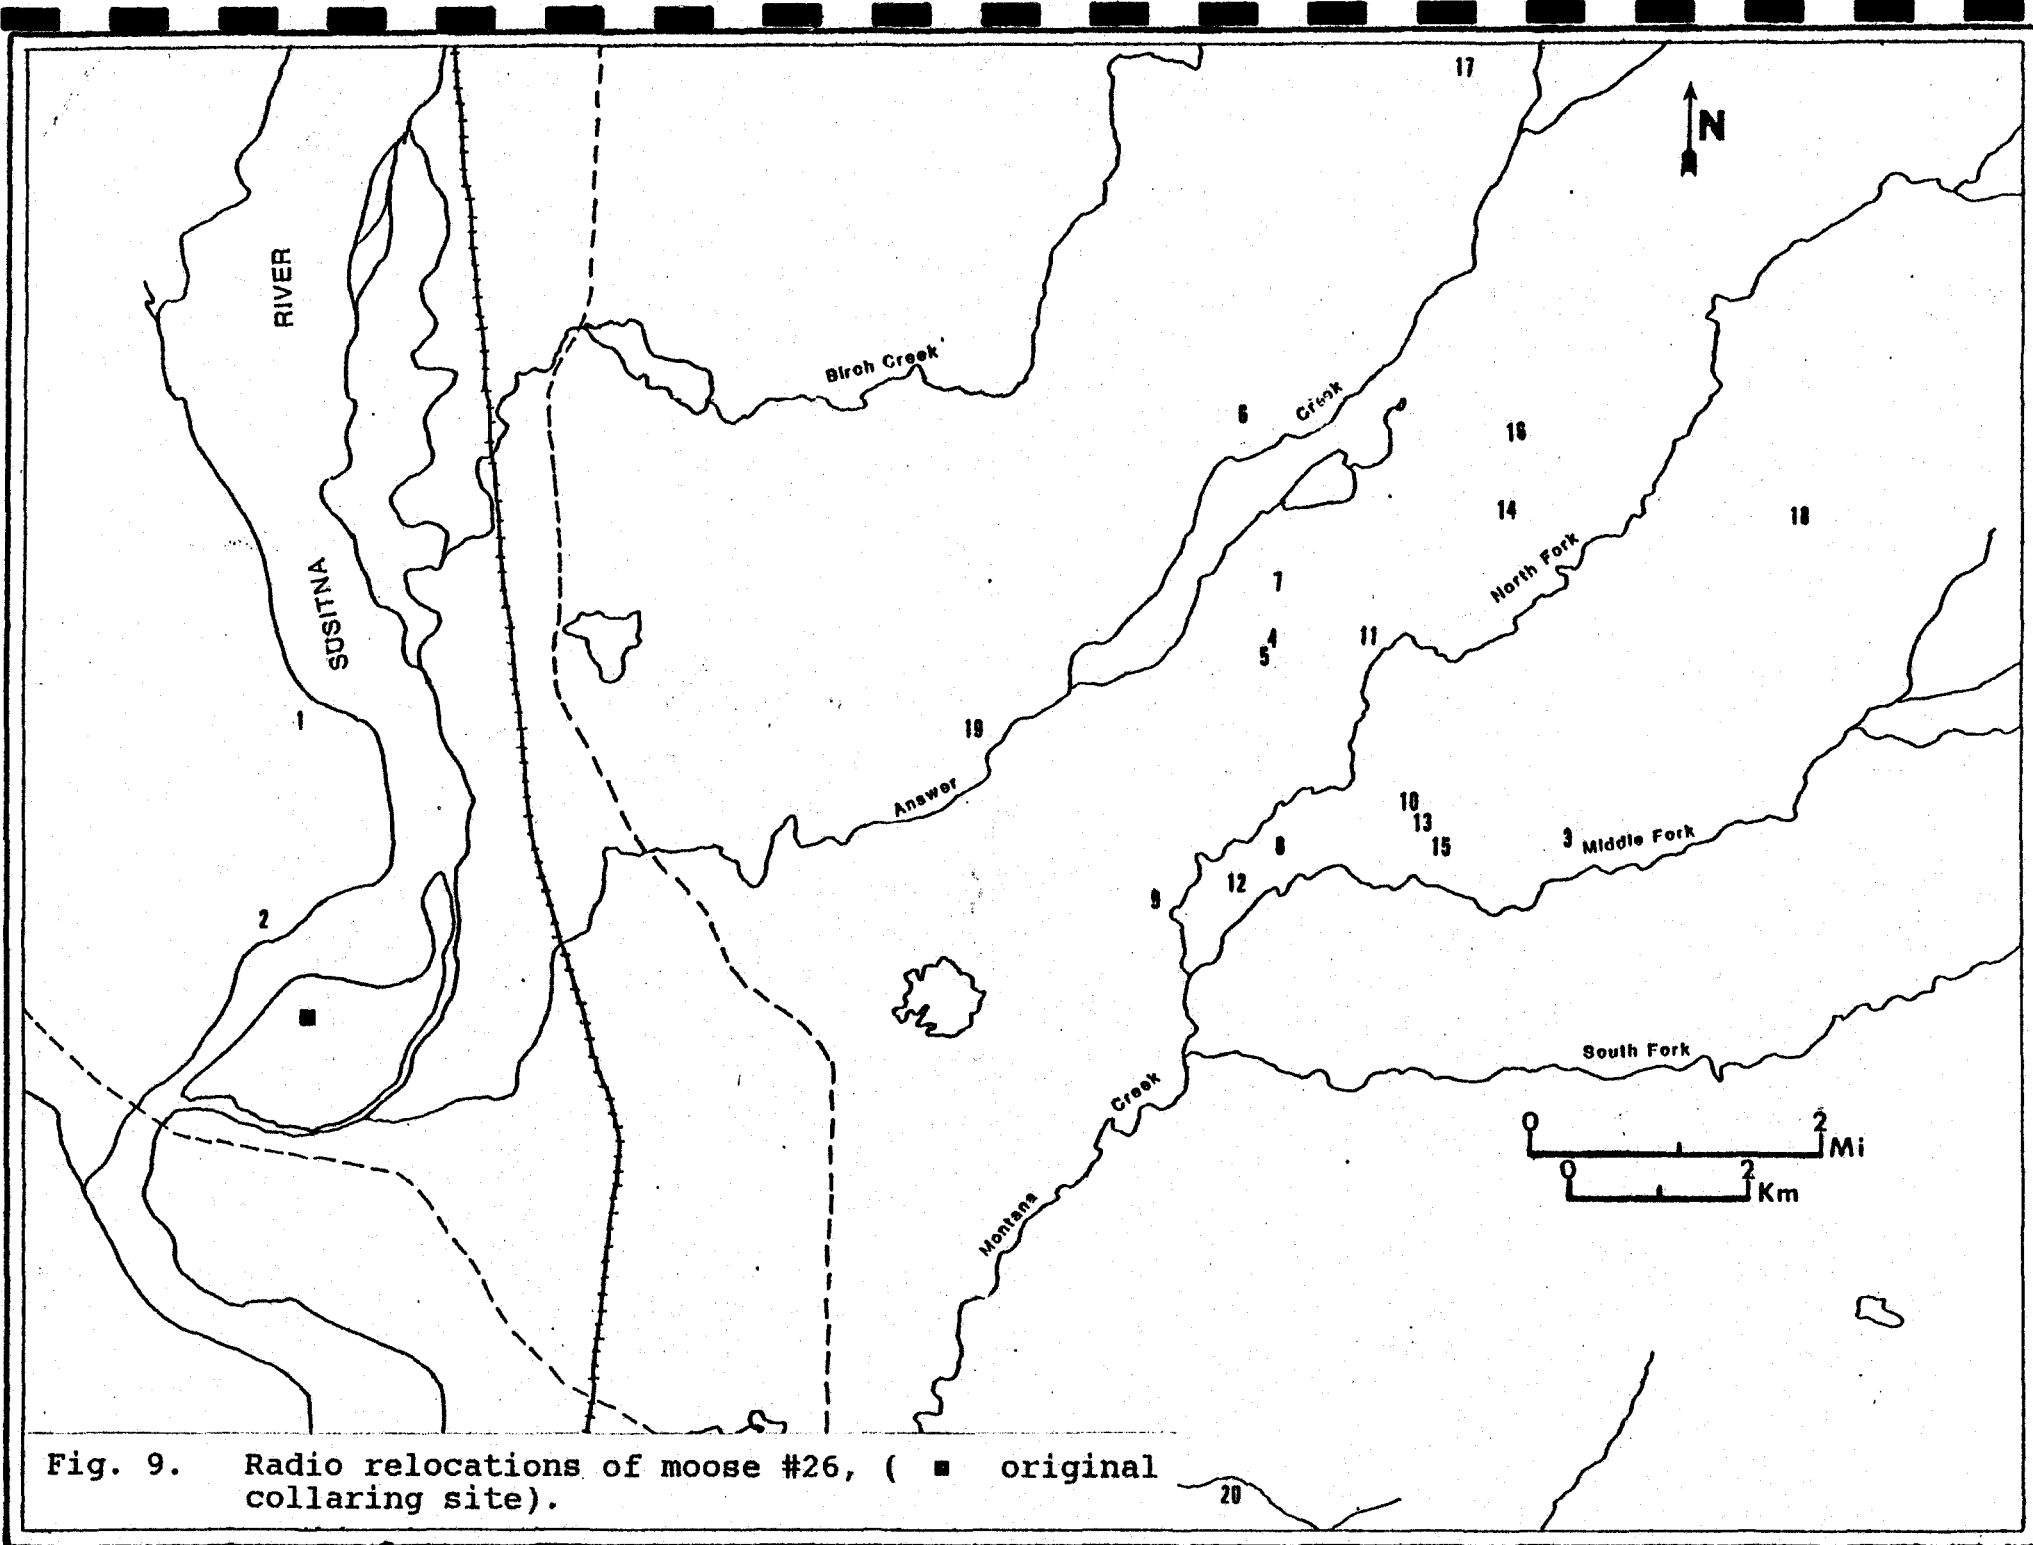 17
N
RIVER
Birch Creek
6
Creek
16
14
18
North Fork
7
SUSITNA
4
11
5
1
19
Answer
10
13
3
Middle Fork
8
15
12
9
2
South Fork
Creek
0 2 Mi
0 2 Km
Montana
Fig. 9. Radio relocations of moose #26, ( ■ original
collaring site).
20